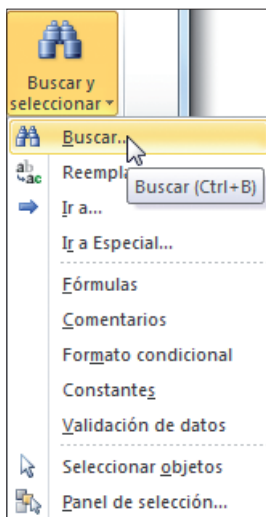 Buscar y
seleccionar
Buscar...
Buscar (Ctrl+B)
Ir a...
Ir a Especial...
Fórmulas
Comentarios
Formato condicional
Constantes
Validación de datos
Seleccionar objetos
Panel de selección...